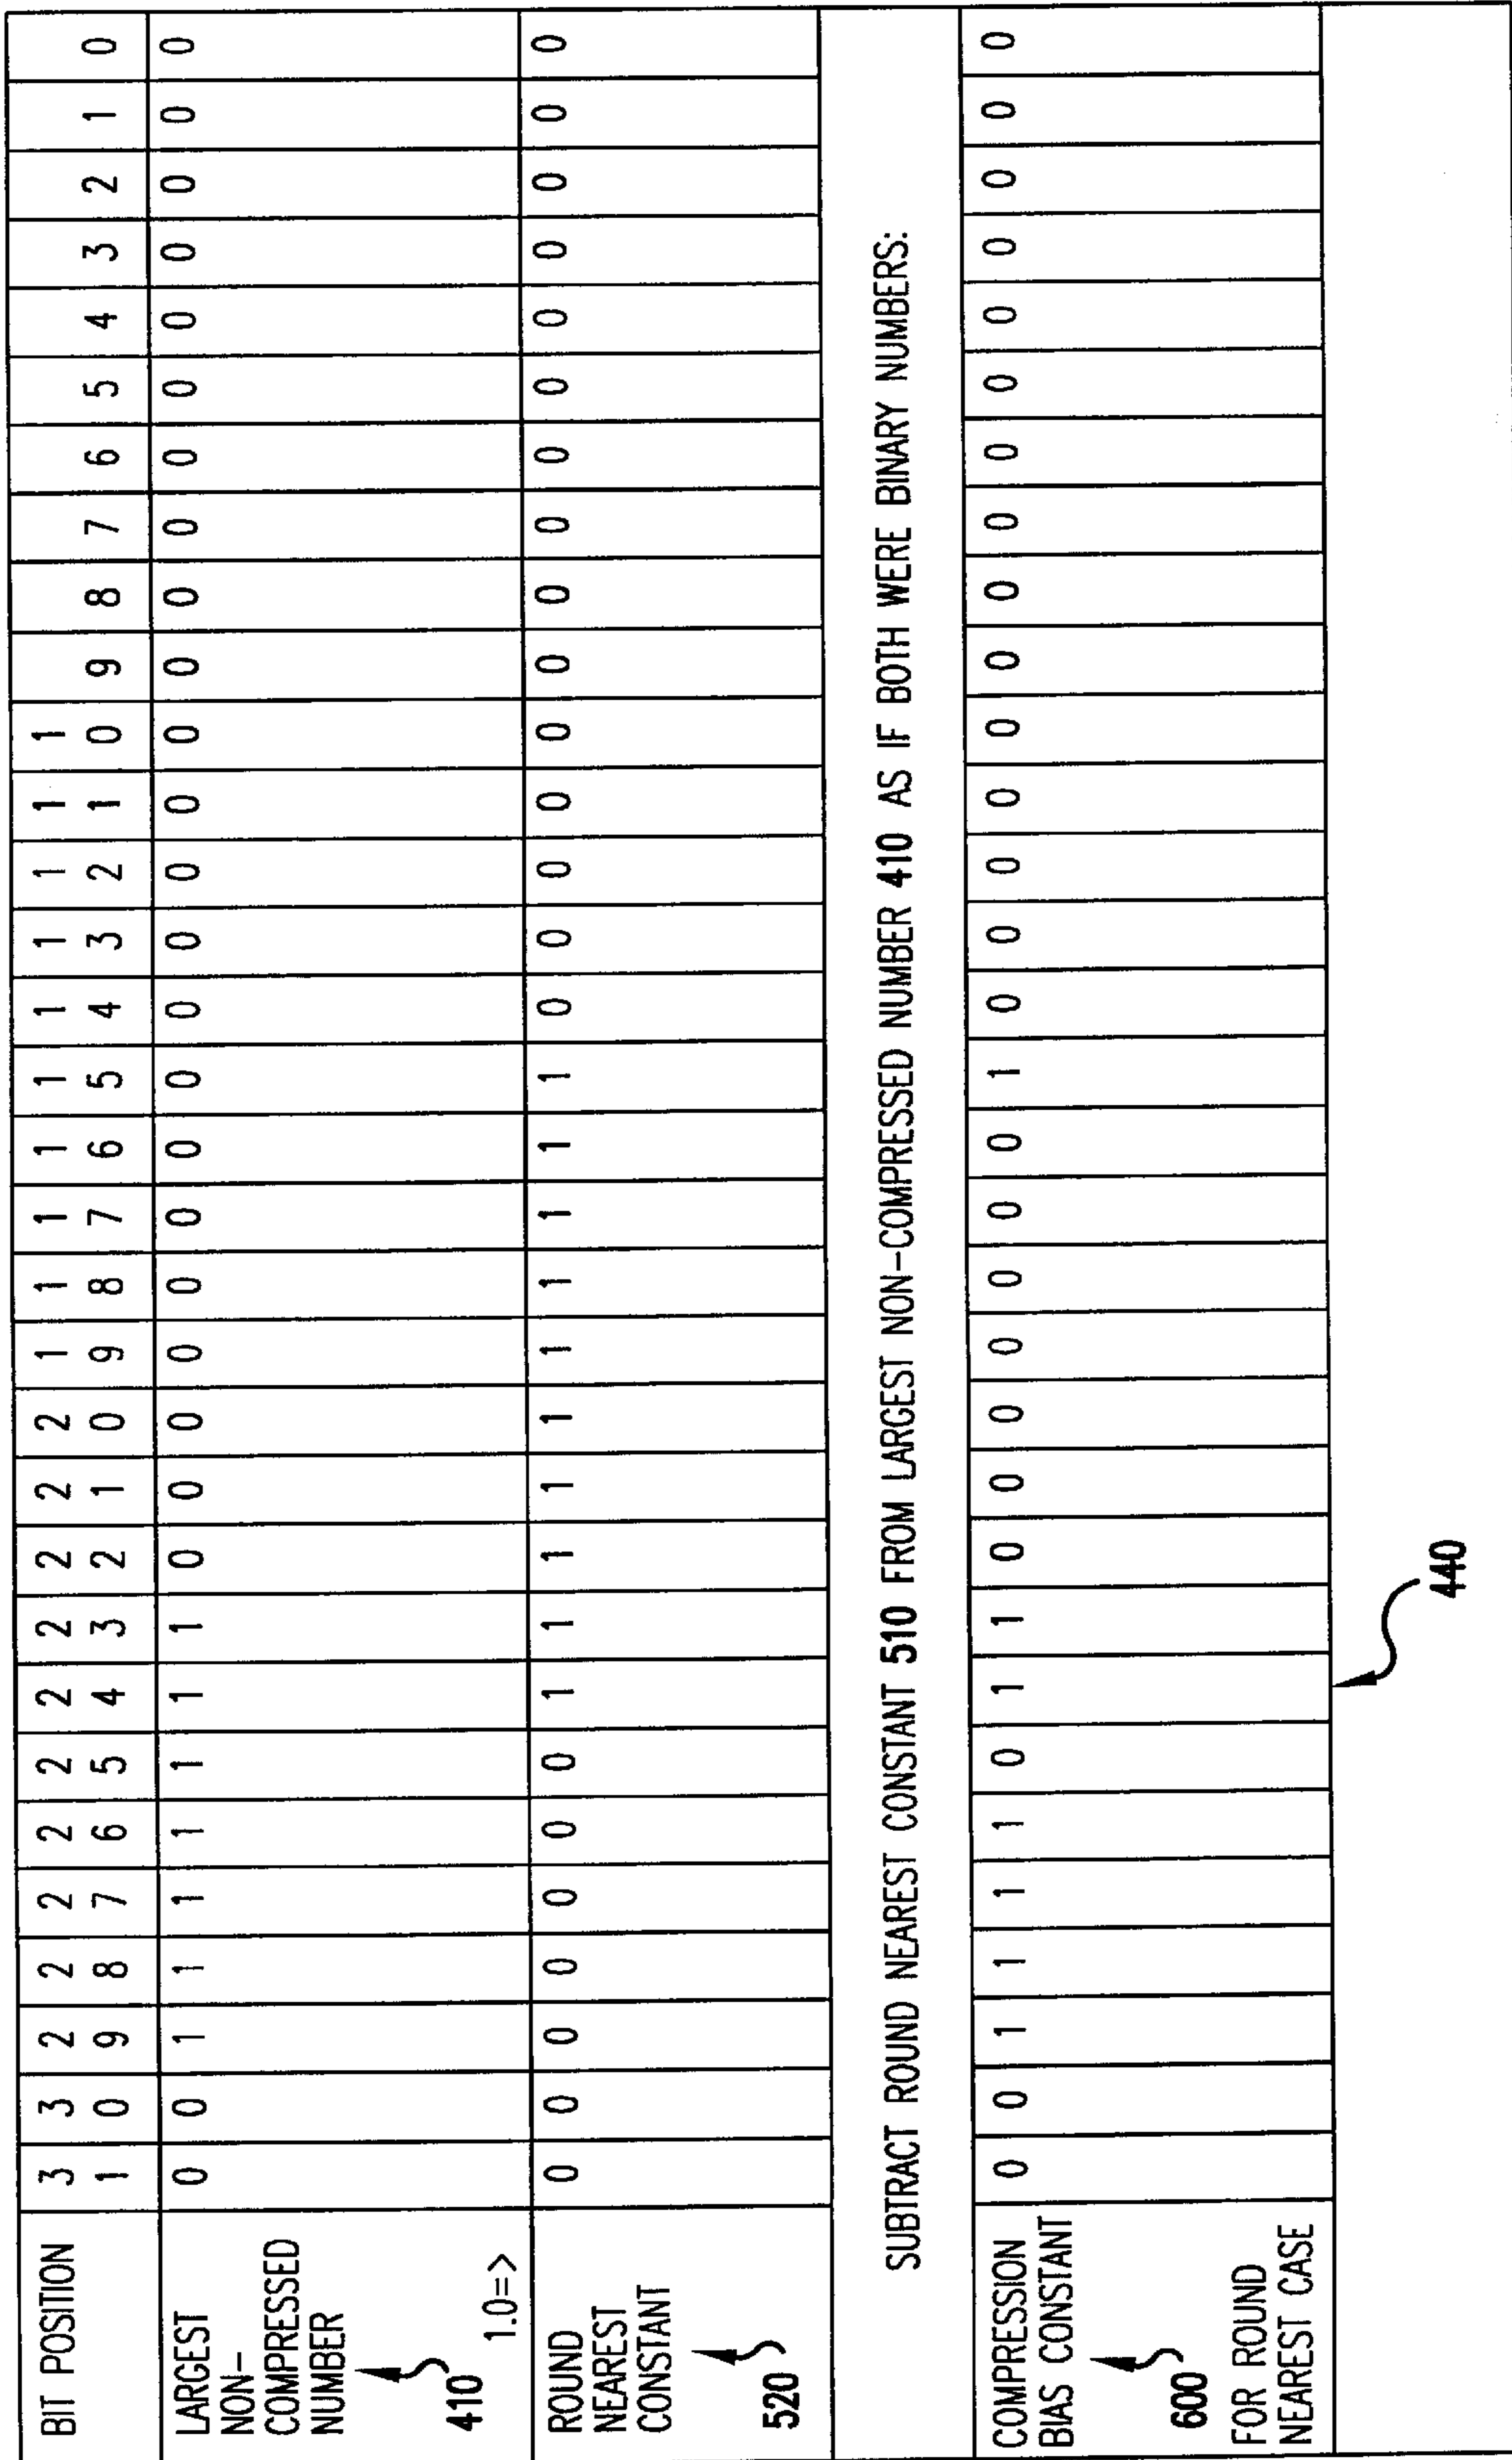 BIT POSITION
3 3 2 2 2 2 2 2 2 2 2 2 1 1 1 1 1 1 1 1 1 1
1 0 9 8 7 6 5 4 3 2 1 0 9 8 7 6 5 4 3 2 1 0 9 8 7 6 5 4 3 2 1 0
LARGEST
NON-
COMPRESSED
NUMBER
410
1.0=>
0 0 1 1 1 1 1 1 1 0 0 0 0 0 0 0 0 0 0 0 0 0 0 0 0 0 0 0 0 0 0 0
ROUND
NEAREST
CONSTANT
520
0 0 0 0 0 0 0 1 1 1 1 1 1 1 1 1 1 0 0 0 0 0 0 0 0 0 0 0 0 0 0 0
SUBTRACT ROUND NEAREST CONSTANT 510 FROM LARGEST NON-COMPRESSED NUMBER 410 AS IF BOTH WERE BINARY NUMBERS:
COMPRESSION
BIAS CONSTANT
600
FOR ROUND
NEAREST CASE
0 0 1 1 1 1 0 1 1 0 0 0 0 0 0 0 1 0 0 0 0 0 0 0 0 0 0 0 0 0 0 0
440